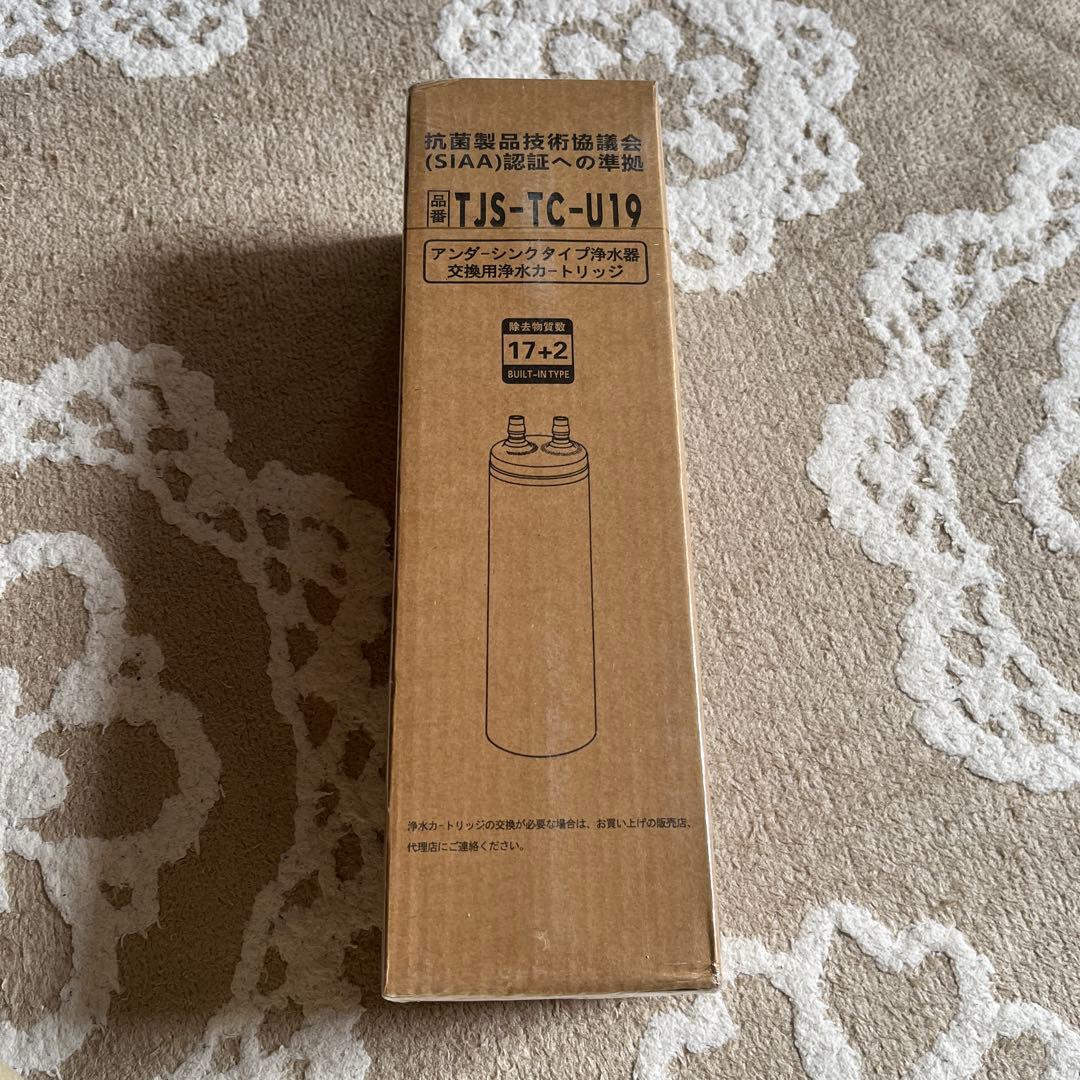 抗菌製品技術協議会
(SIAA)認証への準拠
品番 TJS-TC-U19
アンダーシンクタイプ浄水器
交換用浄水カートリッジ
除去物質数
17+2
BUILT-IN TYPE
浄水カートリッジの交換が必要な場合は、お買い上げの販売店、
代理店にご連絡ください。